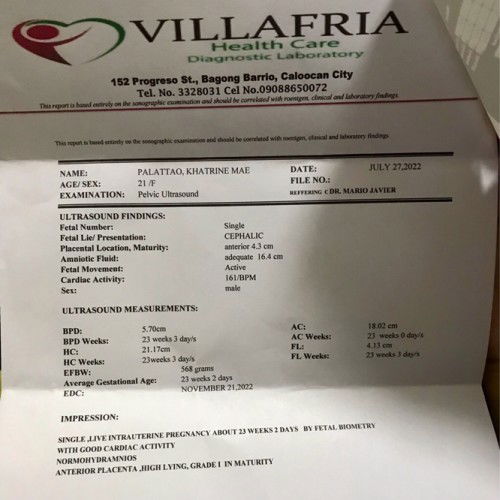 VILLAFRIA
Health Care
Diagnostic Laboratory
152 Progreso St., Bagong Barrio, Caloocan City
Tel. No. 3328031 Cel No.09088650072
This report is based entirely on the sonographic examination and should be correlated with roentgen, clinical and laboratory findings.
This report is based entirely on the sonographic examination and should be correlated with roentgen, clinical and laboratory findings.
NAME: PALATTAO, KHATRINE MAE DATE: JULY 27,2022
AGE/ SEX: 21 /F FILE NO.:
EXAMINATION: Pelvic Ultrasound REFFERING : DR. MARIO JAVIER
ULTRASOUND FINDINGS:
Fetal Number: Single
Fetal Lie/ Presentation: CEPHALIC
Placental Location, Maturity: anterior 4.3 cm
Amniotic Fluid: adequate 16.4 cm
Fetal Movement: Active
Cardiac Activity: 161/BPM
Sex: male
ULTRASOUND MEASUREMENTS:
BPD: 5.70cm AC: 18.02 cm
BPD Weeks: 23 weeks 3 day/s AC Weeks: 23 weeks 0 day/s
HC: 21.17cm FL: 4.13 cm
HC Weeks: 23weeks 3 day/s FL Weeks: 23 weeks 3 day/s
EFBW: 568 grams
Average Gestational Age: 23 weeks 2 days
EDC: NOVEMBER 21,2022
IMPRESSION:
SINGLE ,LIVE INTRAUTERINE PREGNANCY ABOUT 23 WEEKS 2 DAYS BY FETAL BIOMETRY
WITH GOOD CARDIAC ACTIVITY
NORMOHYDRAMNIOS
ANTERIOR PLACENTA ,HIGH LYING, GRADE I IN MATURITY